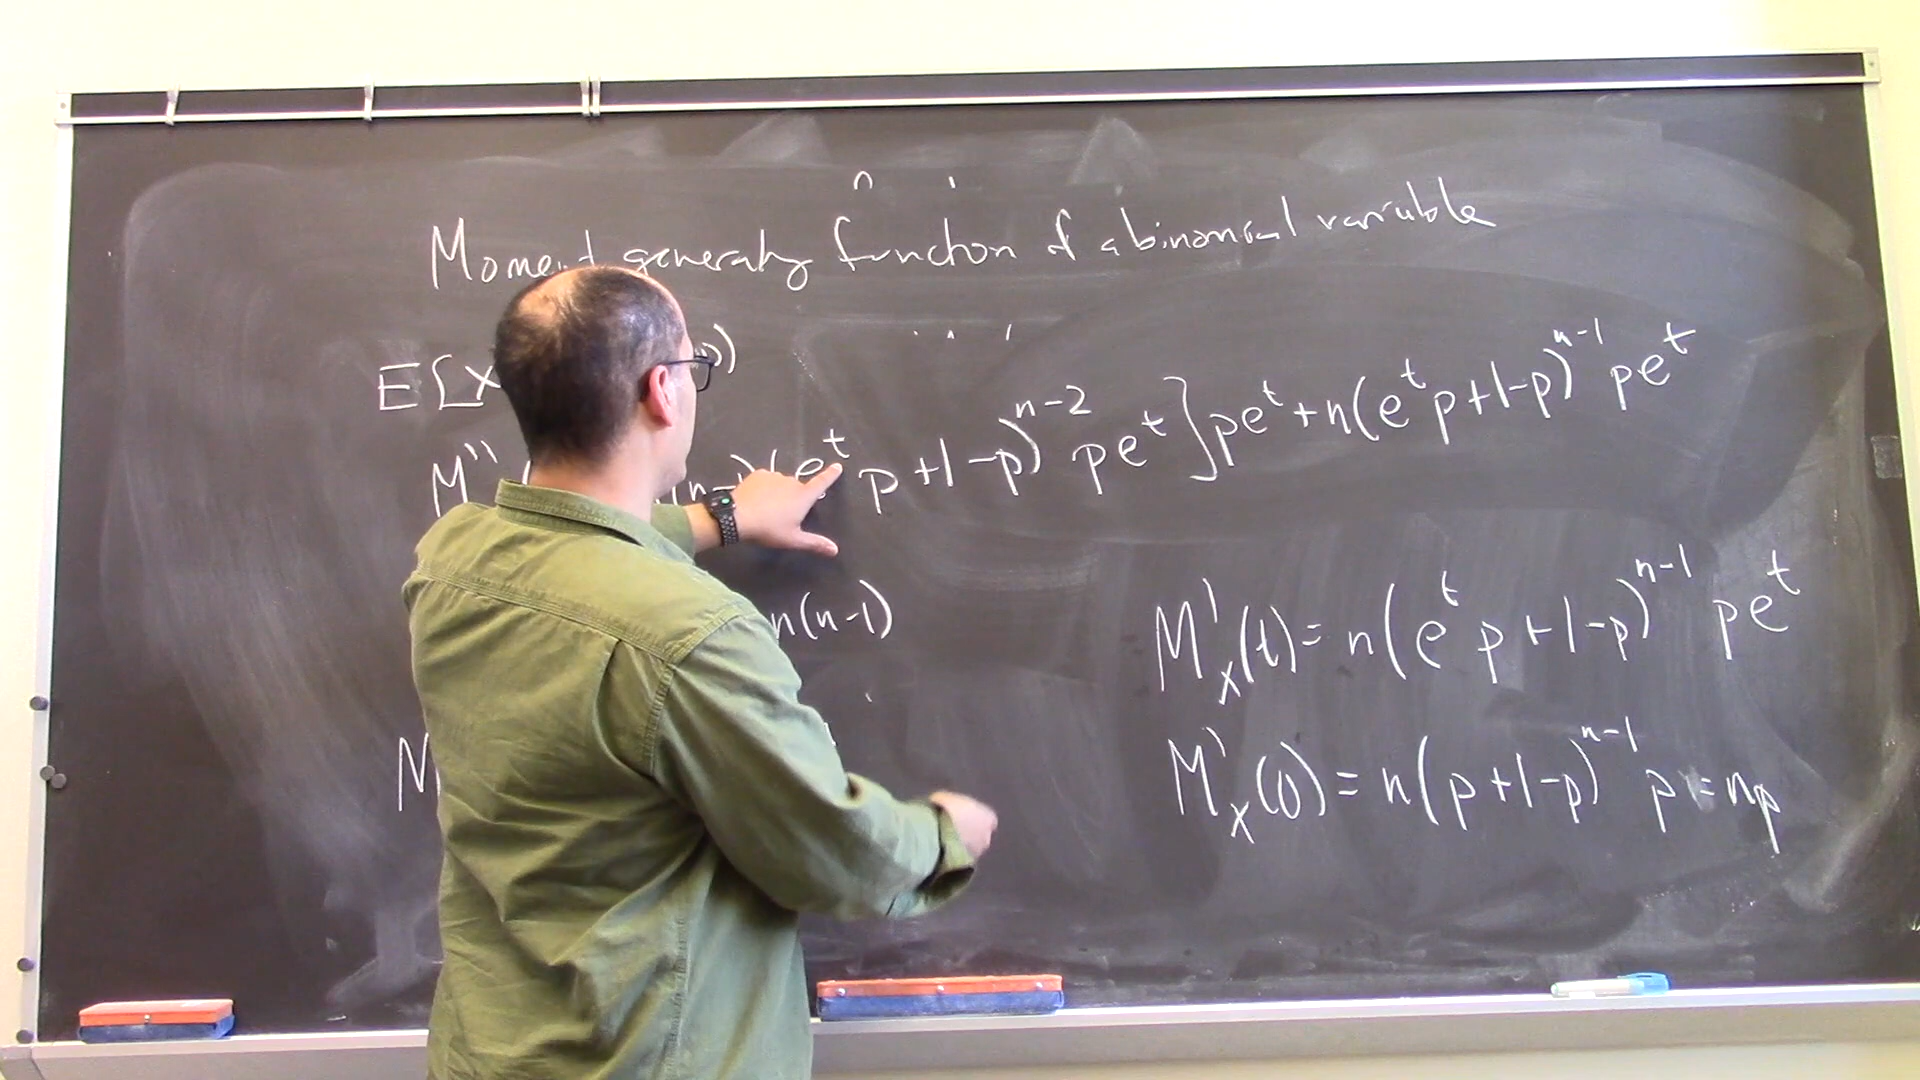 Moment generating function of a binomial variable
E[X
M'' (n-1)(e^t p+1-p)^{n-2} pe^t]pe^t+n(e^t p+1-p)^{n-1} pe^t
n(n-1)
M'_X(t)=n(e^t p+1-p)^{n-1} pe^t
M
M'_X(0)=n(p+1-p)^{n-1} p=np